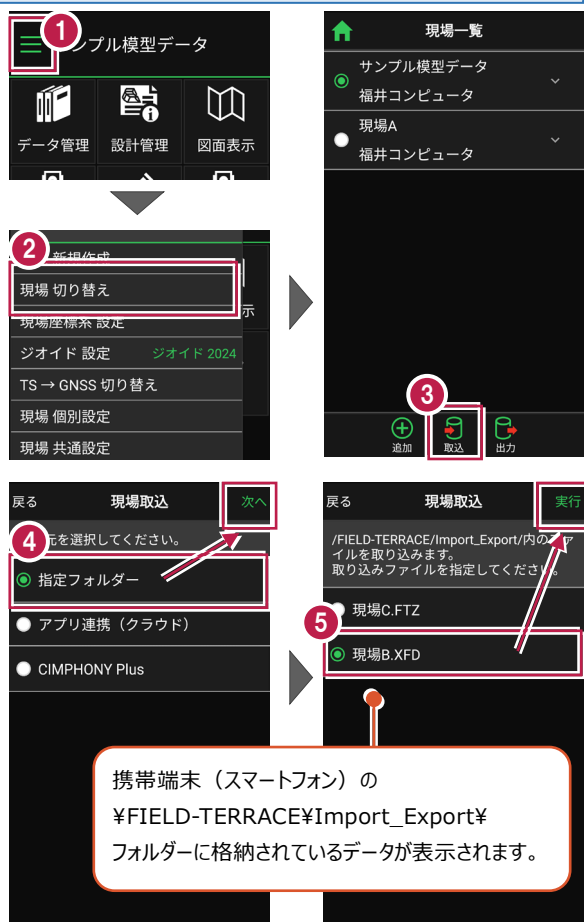 1
ンプル模型データ
データ管理
設計管理
図面表示
現場一覧
サンプル模型データ
福井コンピュータ
現場A
福井コンピュータ
2
現場 切り替え
現場座標系 設定
示
ジオイド 設定 ジオイド 2024
TS → GNSS 切り替え
現場 個別設定
現場 共通設定
3
追加
取込
出力
戻る
現場取込
次へ
4
元を選択してください。
指定フォルダー
アプリ連携（クラウド）
CIMPHONY Plus
戻る
現場取込
実行
/FIELD-TERRACE/Import_Export/内のファ
イルを取り込みます。
取り込みファイルを指定してください。
現場C.FTZ
5
現場B.XFD
携帯端末（スマートフォン）の
¥FIELD-TERRACE¥Import_Export¥
フォルダーに格納されているデータが表示されます。